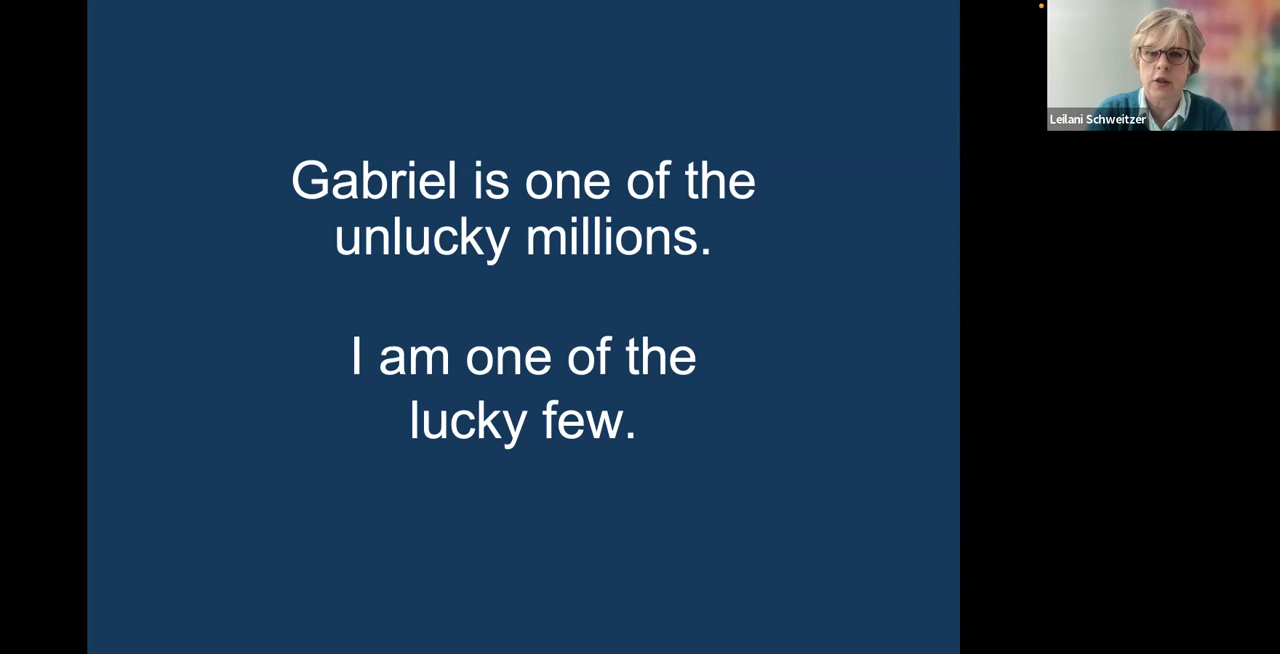 Gabriel is one of the
unlucky millions.
I am one of the
lucky few.
Leilani Schweitzer